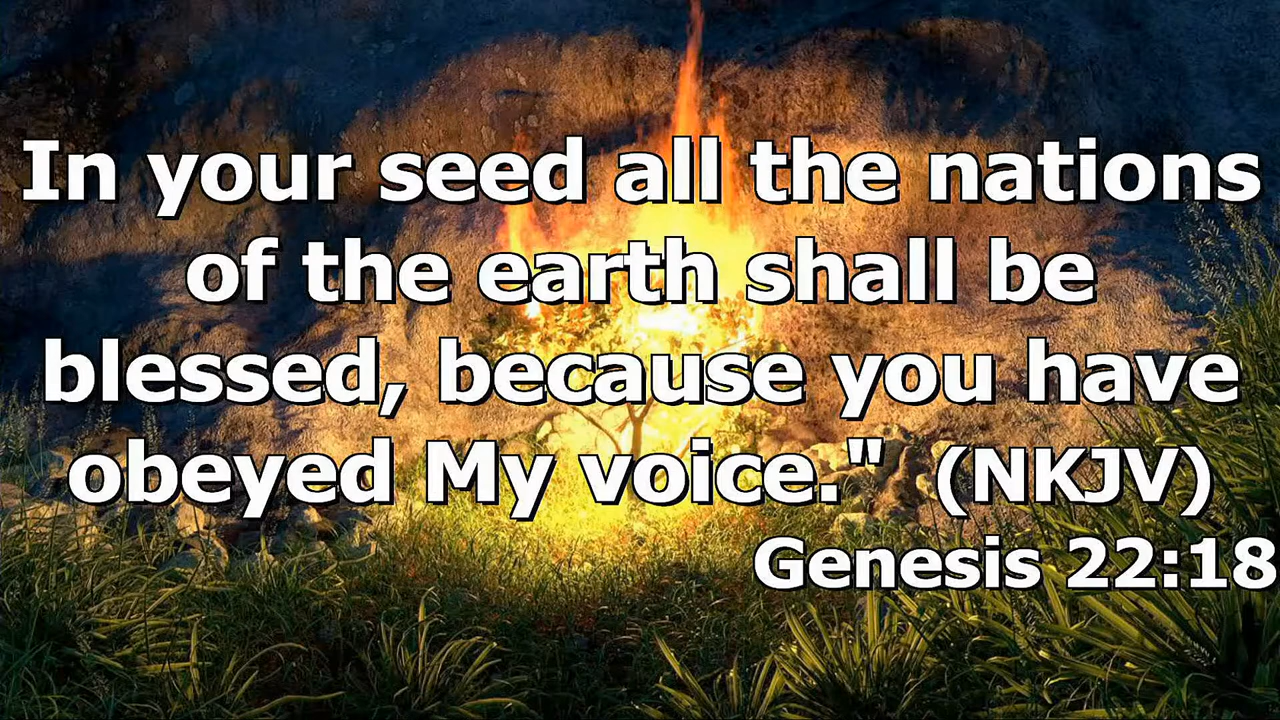 In your seed all the nations
of the earth shall be
blessed, because you have
obeyed My voice." (NKJV)
Genesis 22:18